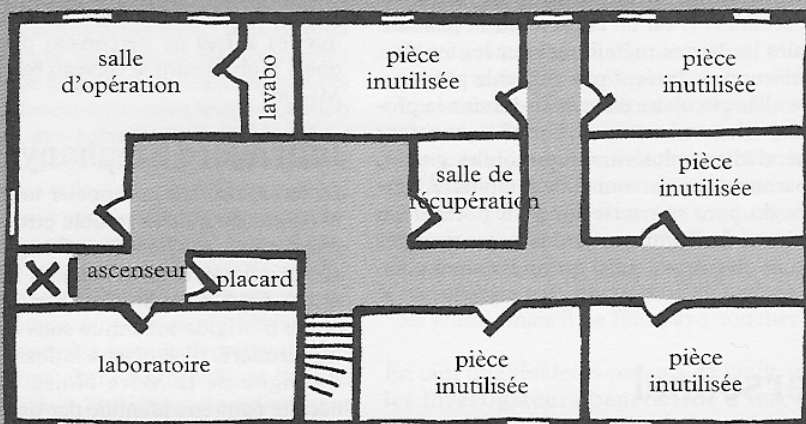 salle
d'opération
lavabo
pièce
inutilisée
pièce
inutilisée
salle de
récupération
pièce
inutilisée
ascenseur
placard
laboratoire
pièce
inutilisée
pièce
inutilisée